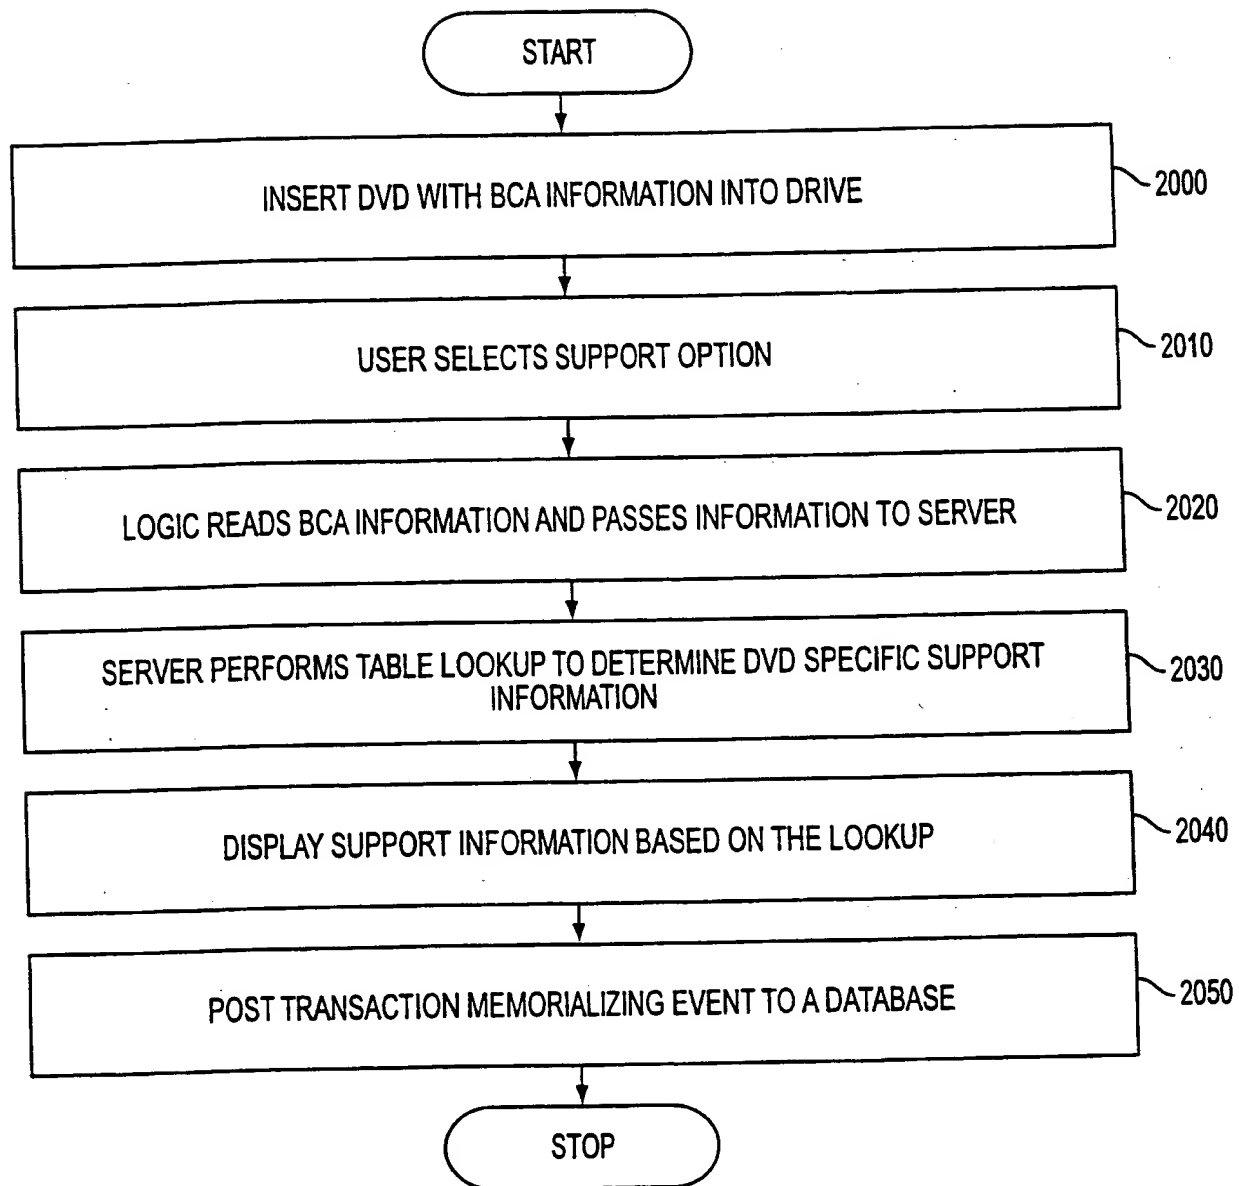 START
INSERT DVD WITH BCA INFORMATION INTO DRIVE
2000
USER SELECTS SUPPORT OPTION
2010
LOGIC READS BCA INFORMATION AND PASSES INFORMATION TO SERVER
2020
SERVER PERFORMS TABLE LOOKUP TO DETERMINE DVD SPECIFIC SUPPORT
INFORMATION
2030
DISPLAY SUPPORT INFORMATION BASED ON THE LOOKUP
2040
POST TRANSACTION MEMORIALIZING EVENT TO A DATABASE
2050
STOP